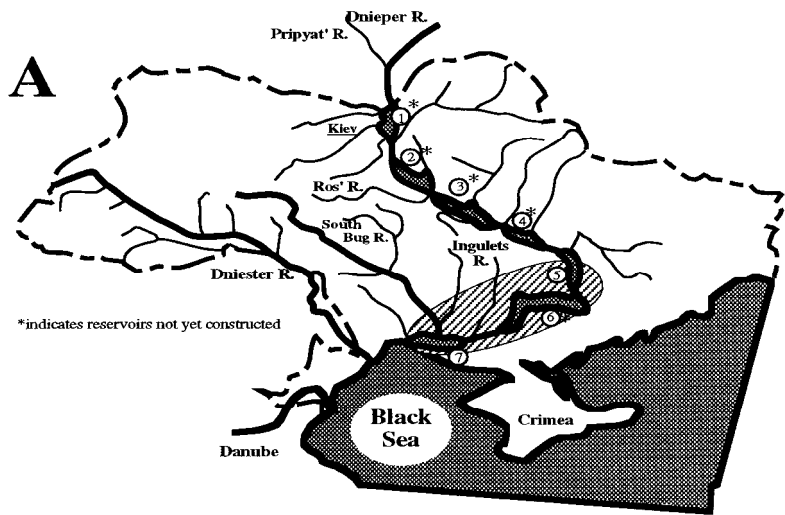 Dnieper R.
Pripyat' R.
A
1*
Kiev
2*
3*
Ros' R.
4*
South
Bug R.
Ingulets
R.
Dniester R.
5
6*
*indicates reservoirs not yet constructed
7
Black
Sea
Crimea
Danube